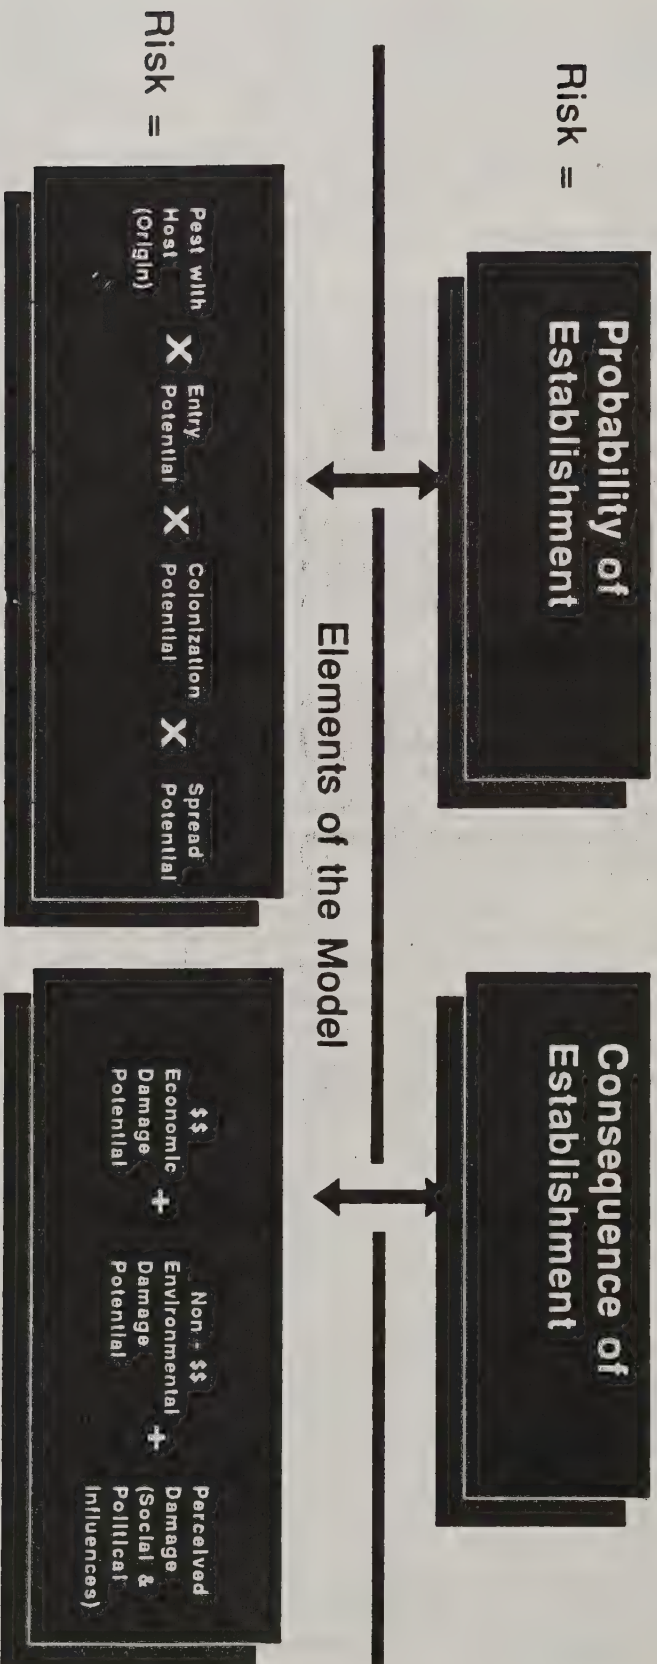 Risk =
Probability of
Establishment
Consequence of
Establishment
Elements of the Model
Risk =
Pest with
Host
(Origin)
X
Entry
Potential
X
Colonization
Potential
X
Spread
Potential
$$
Economic
Damage
Potential
+
Non - $$
Environmental
Damage
Potential
+
Perceived
Damage
(Social &
Political
Influences)